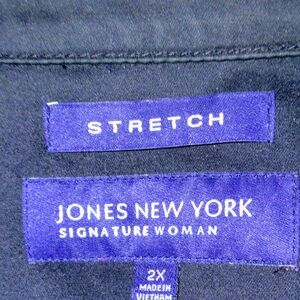 STRETCH
JONES NEW YORK
SIGNATURE WOMAN
2X
MADE IN
VIETNAM